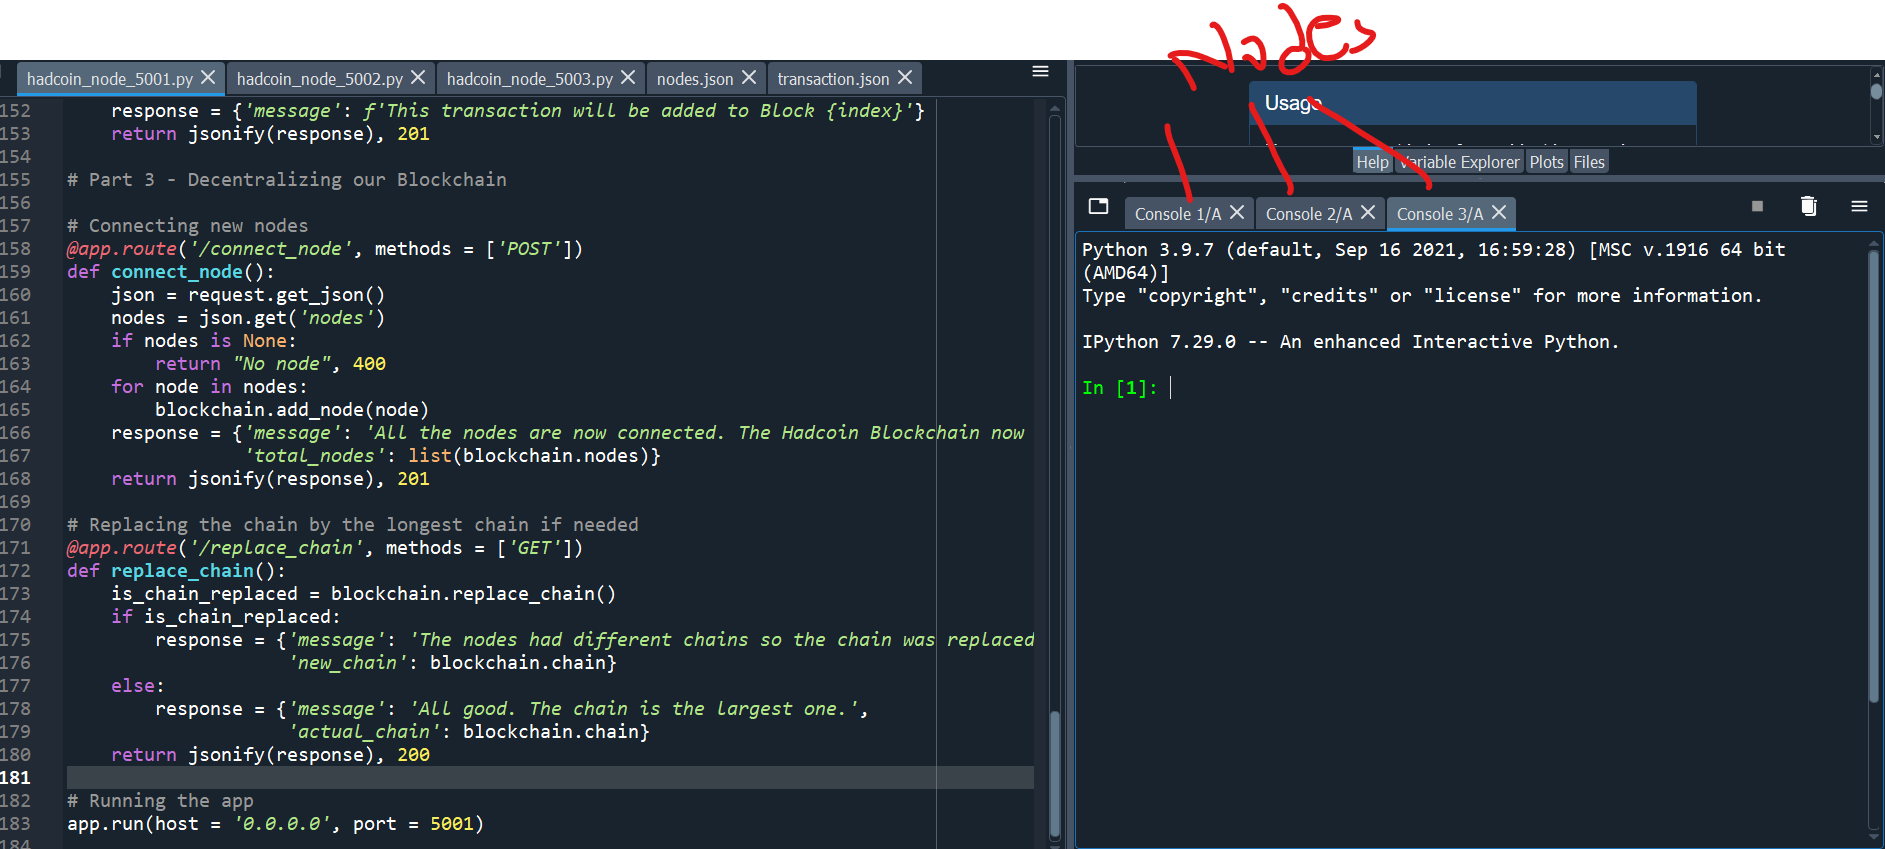 Nodes
hadcoin_node_5001.py
hadcoin_node_5002.py
hadcoin_node_5003.py
nodes.json
transaction.json
152 response = {'message': f'This transaction will be added to Block {index}'}
153 return jsonify(response), 201
154
155 # Part 3 - Decentralizing our Blockchain
156
157 # Connecting new nodes
158 @app.route('/connect_node', methods = ['POST'])
159 def connect_node():
160 json = request.get_json()
161 nodes = json.get('nodes')
162 if nodes is None:
163 return "No node", 400
164 for node in nodes:
165 blockchain.add_node(node)
166 response = {'message': 'All the nodes are now connected. The Hadcoin Blockchain now
167 'total_nodes': list(blockchain.nodes)}
168 return jsonify(response), 201
169
170 # Replacing the chain by the longest chain if needed
171 @app.route('/replace_chain', methods = ['GET'])
172 def replace_chain():
173 is_chain_replaced = blockchain.replace_chain()
174 if is_chain_replaced:
175 response = {'message': 'The nodes had different chains so the chain was replaced
176 'new_chain': blockchain.chain}
177 else:
178 response = {'message': 'All good. The chain is the largest one.',
179 'actual_chain': blockchain.chain}
180 return jsonify(response), 200
181
182 # Running the app
183 app.run(host = '0.0.0.0', port = 5001)
184
Usage
Help
Variable Explorer
Plots
Files
Console 1/A
Console 2/A
Console 3/A
Python 3.9.7 (default, Sep 16 2021, 16:59:28) [MSC v.1916 64 bit
(AMD64)]
Type "copyright", "credits" or "license" for more information.
IPython 7.29.0 -- An enhanced Interactive Python.
In [1]: